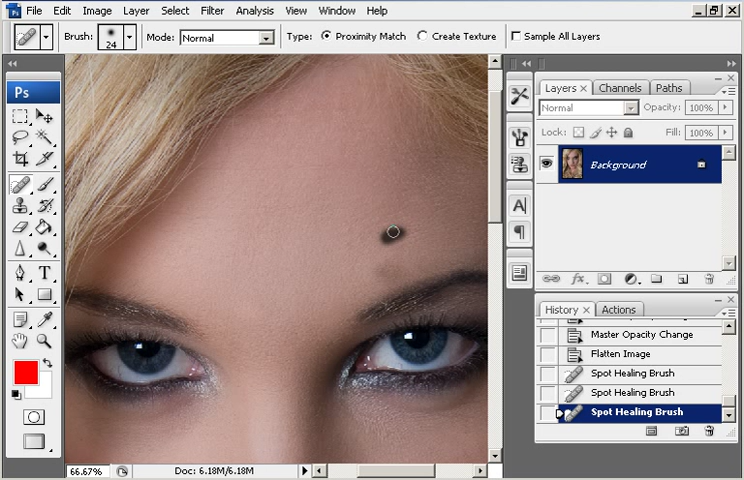 File Edit Image Layer Select Filter Analysis View Window Help
Brush: 24 Mode: Normal Type: Proximity Match Create Texture Sample All Layers
Ps
Layers × Channels Paths
Normal Opacity: 100%
Lock: Fill: 100%
Background
A
T
fx
History × Actions
Master Opacity Change
Flatten Image
Spot Healing Brush
Spot Healing Brush
Spot Healing Brush
66.67% Doc: 6.18M/6.18M